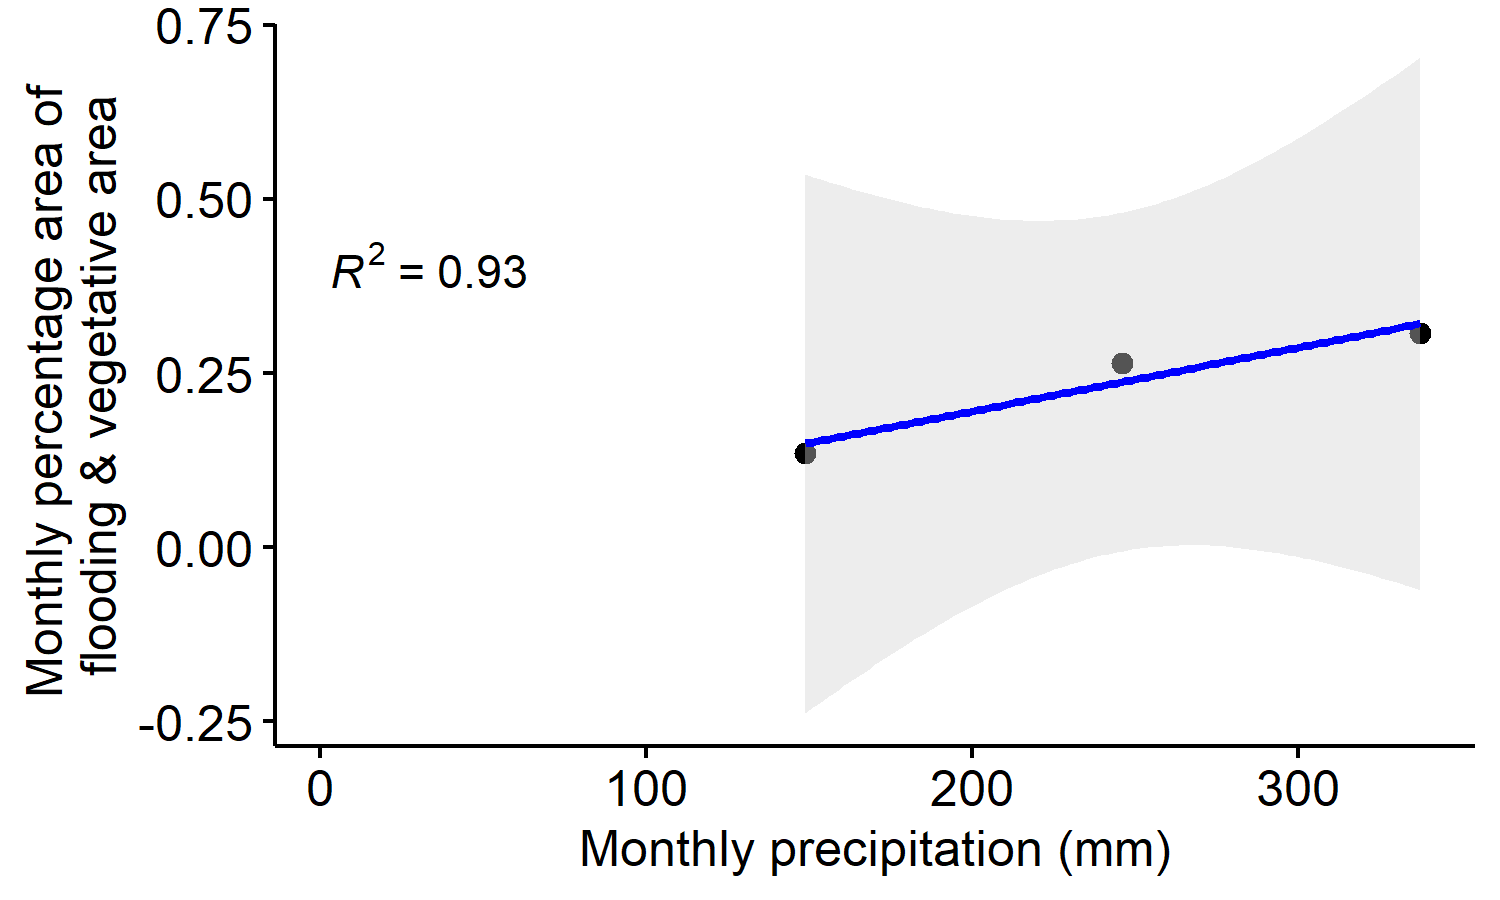 Monthly percentage area of
flooding & vegetative area
0.75
0.50
0.25
0.00
-0.25
R² = 0.93
0 100 200 300
Monthly precipitation (mm)